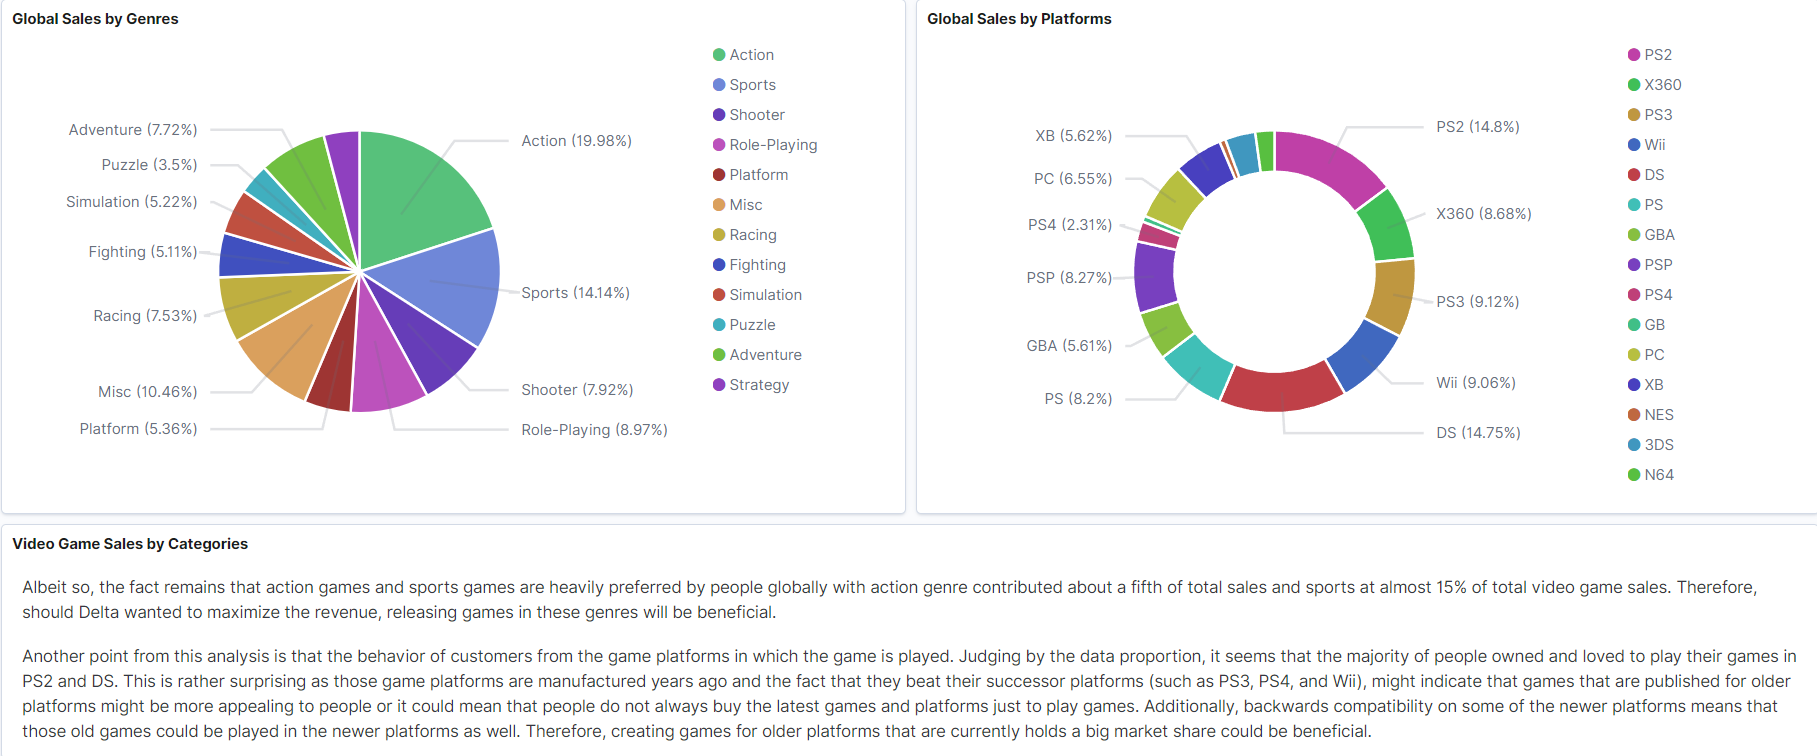 Global Sales by Genres
Adventure (7.72%)
Puzzle (3.5%)
Simulation (5.22%)
Fighting (5.11%)
Racing (7.53%)
Misc (10.46%)
Platform (5.36%)
Action (19.98%)
Sports (14.14%)
Shooter (7.92%)
Role-Playing (8.97%)
Action
Sports
Shooter
Role-Playing
Platform
Misc
Racing
Fighting
Simulation
Puzzle
Adventure
Strategy
Global Sales by Platforms
XB (5.62%)
PC (6.55%)
PS4 (2.31%)
PSP (8.27%)
GBA (5.61%)
PS (8.2%)
PS2 (14.8%)
X360 (8.68%)
PS3 (9.12%)
Wii (9.06%)
DS (14.75%)
PS2
X360
PS3
Wii
DS
PS
GBA
PSP
PS4
GB
PC
XB
NES
3DS
N64
Video Game Sales by Categories
Albeit so, the fact remains that action games and sports games are heavily preferred by people globally with action genre contributed about a fifth of total sales and sports at almost 15% of total video game sales. Therefore,
should Delta wanted to maximize the revenue, releasing games in these genres will be beneficial.
Another point from this analysis is that the behavior of customers from the game platforms in which the game is played. Judging by the data proportion, it seems that the majority of people owned and loved to play their games in
PS2 and DS. This is rather surprising as those game platforms are manufactured years ago and the fact that they beat their successor platforms (such as PS3, PS4, and Wii), might indicate that games that are published for older
platforms might be more appealing to people or it could mean that people do not always buy the latest games and platforms just to play games. Additionally, backwards compatibility on some of the newer platforms means that
those old games could be played in the newer platforms as well. Therefore, creating games for older platforms that are currently holds a big market share could be beneficial.